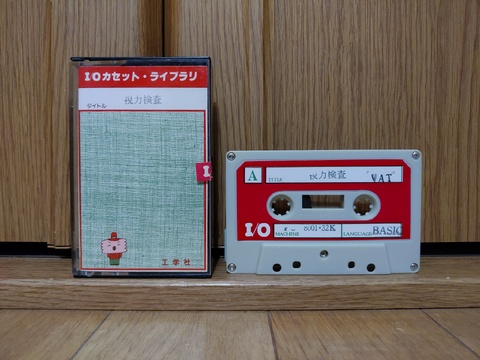 I/Oカセット・ライブラリ
タイトル 視力検査
工学社
I
A TITLE 視力検査 "VAT"
I/O MACHINE 8001・32K LANGUAGE BASIC